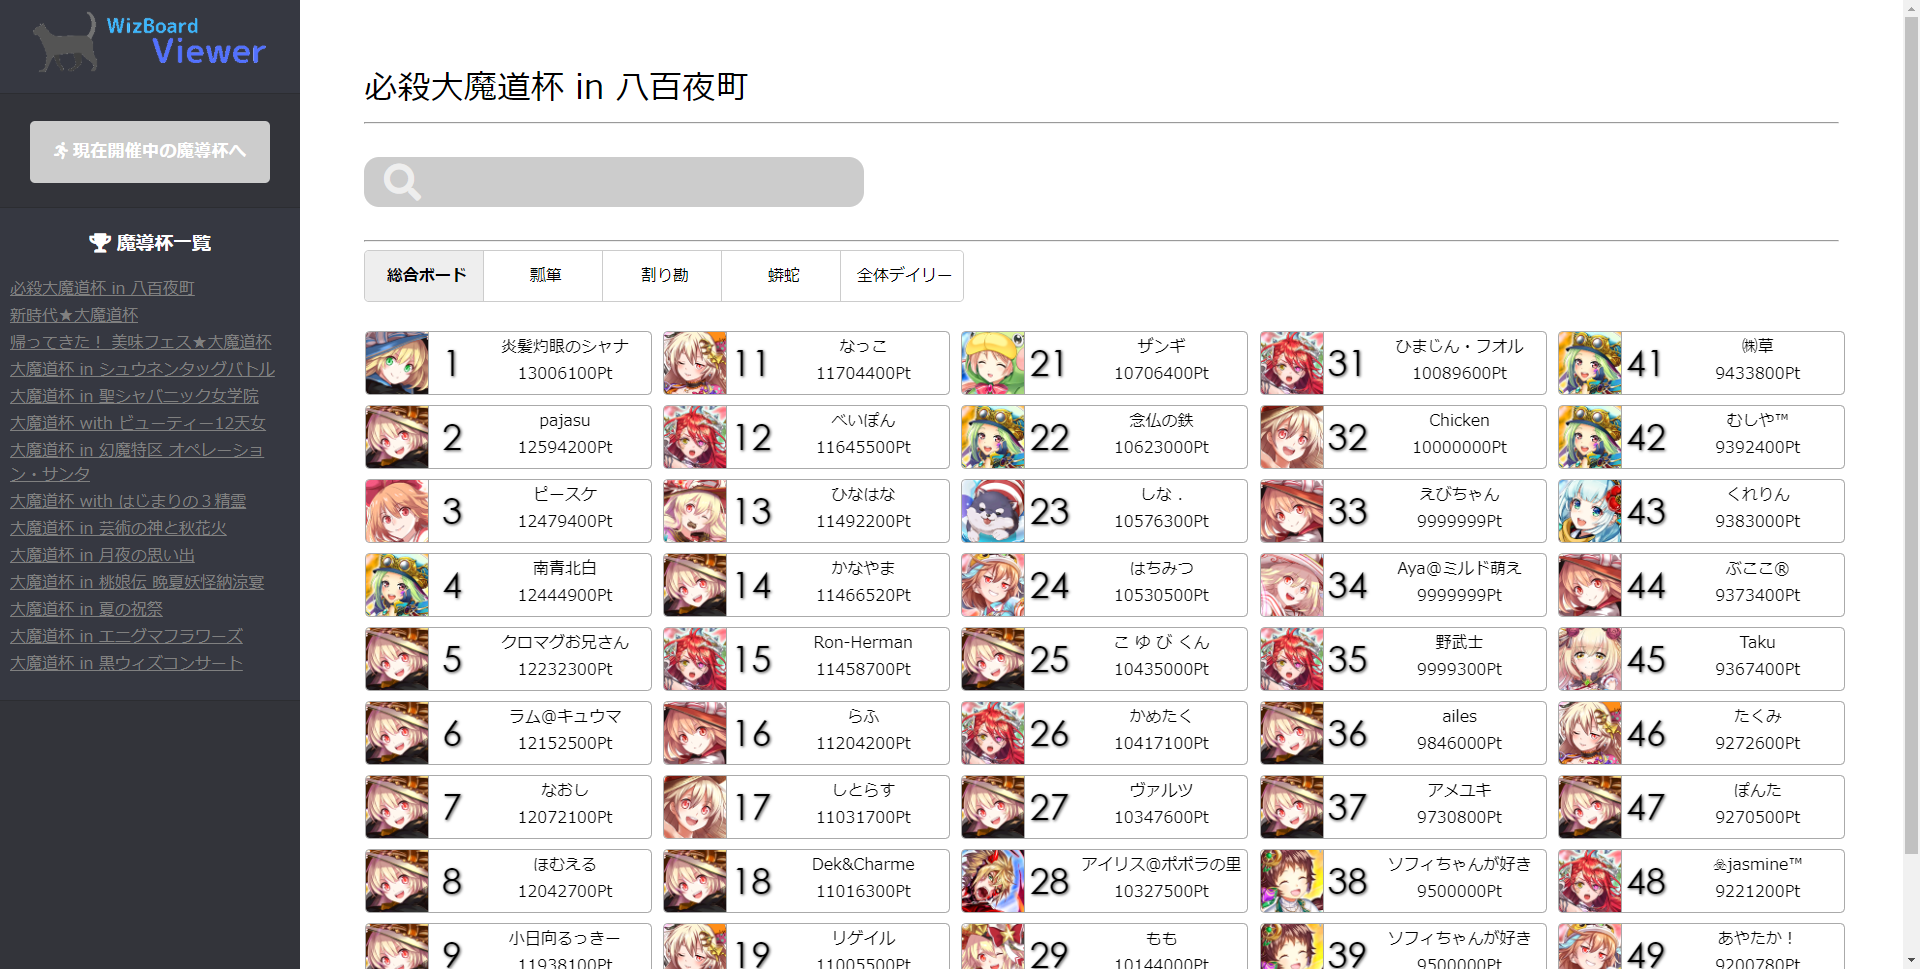 WizBoard
Viewer
現在開催中の魔導杯へ
魔導杯一覧
必殺大魔道杯 in 八百夜町
新時代★大魔道杯
帰ってきた！ 美味フェス★大魔道杯
大魔道杯 in シュウネンタッグバトル
大魔道杯 in 聖シャバニック女学院
大魔道杯 with ビューティー12天女
大魔道杯 in 幻魔特区 オペレーショ
ン・サンタ
大魔道杯 with はじまりの３精霊
大魔道杯 in 芸術の神と秋花火
大魔道杯 in 月夜の思い出
大魔道杯 in 桃娘伝 晩夏妖怪納涼宴
大魔道杯 in 夏の祝祭
大魔道杯 in エニグマフラワーズ
大魔道杯 in 黒ウィズコンサート
必殺大魔道杯 in 八百夜町
総合ボード 瓢箪 割り勘 蟒蛇 全体デイリー
1 炎髪灼眼のシャナ
13006100Pt
2 pajasu
12594200Pt
3 ピースケ
12479400Pt
4 南青北白
12444900Pt
5 クロマグお兄さん
12232300Pt
6 ラム@キュウマ
12152500Pt
7 なおし
12072100Pt
8 ほむえる
12042700Pt
9 小日向るっきー
11938100Pt
11 なっこ
11704400Pt
12 べいぽん
11645500Pt
13 ひなはな
11492200Pt
14 かなやま
11466520Pt
15 Ron-Herman
11458700Pt
16 らふ
11204200Pt
17 しとらす
11031700Pt
18 Dek&Charme
11016300Pt
19 リゲイル
11005500Pt
21 ザンギ
10706400Pt
22 念仏の鉄
10623000Pt
23 しな．
10576300Pt
24 はちみつ
10530500Pt
25 こ ゆ び くん
10435000Pt
26 かめたく
10417100Pt
27 ヴァルツ
10347600Pt
28 アイリス@ポポラの里
10327500Pt
29 もも
10144000Pt
31 ひまじん・フオル
10089600Pt
32 Chicken
10000000Pt
33 えびちゃん
9999999Pt
34 Aya@ミルド萌え
9999999Pt
35 野武士
9999300Pt
36 ailes
9846000Pt
37 アメユキ
9730800Pt
38 ソフィちゃんが好き
9500000Pt
39 ソフィちゃんが好き
9500000Pt
41 ㈱草
9433800Pt
42 むしや™
9392400Pt
43 くれりん
9383000Pt
44 ぶここ®
9373400Pt
45 Taku
9367400Pt
46 たくみ
9272600Pt
47 ぽんた
9270500Pt
48 jasmine™
9221200Pt
49 あやたか！
9200780Pt